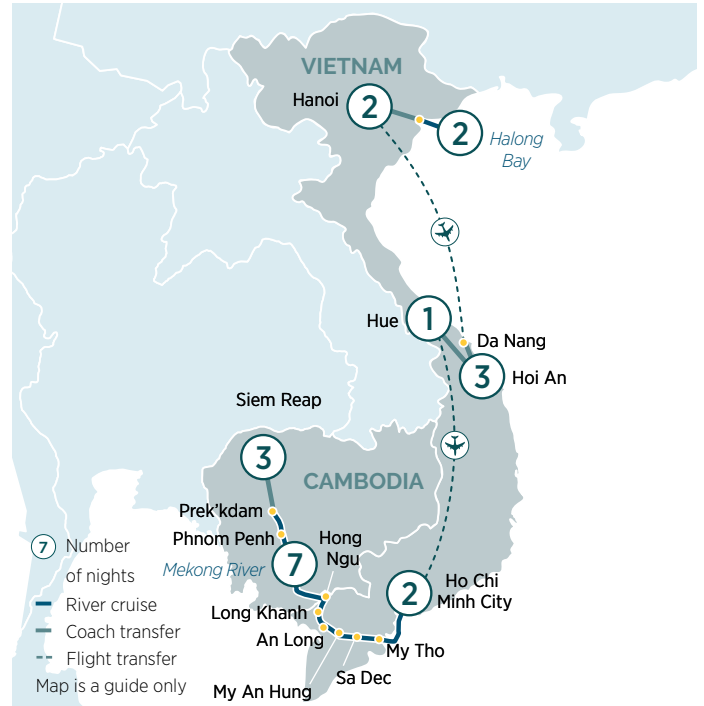 VIETNAM
Hanoi
2
2
Halong
Bay
Hue
1
Da Nang
3
Hoi An
Siem Reap
3
CAMBODIA
Prek'kdam
Phnom Penh
Hong
Ngu
Mekong River
7
2
Ho Chi
Minh City
Long Khanh
An Long
My Tho
Sa Dec
My An Hung
7
Number
of nights
River cruise
Coach transfer
Flight transfer
Map is a guide only